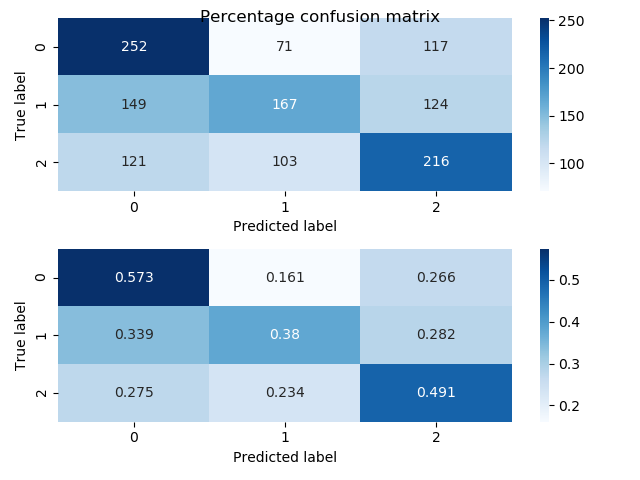 Percentage confusion matrix
True label
0 252 71 117
1 149 167 124
2 121 103 216
0 1 2
Predicted label
250
200
150
100
True label
0 0.573 0.161 0.266
1 0.339 0.38 0.282
2 0.275 0.234 0.491
0 1 2
Predicted label
0.5
0.4
0.3
0.2